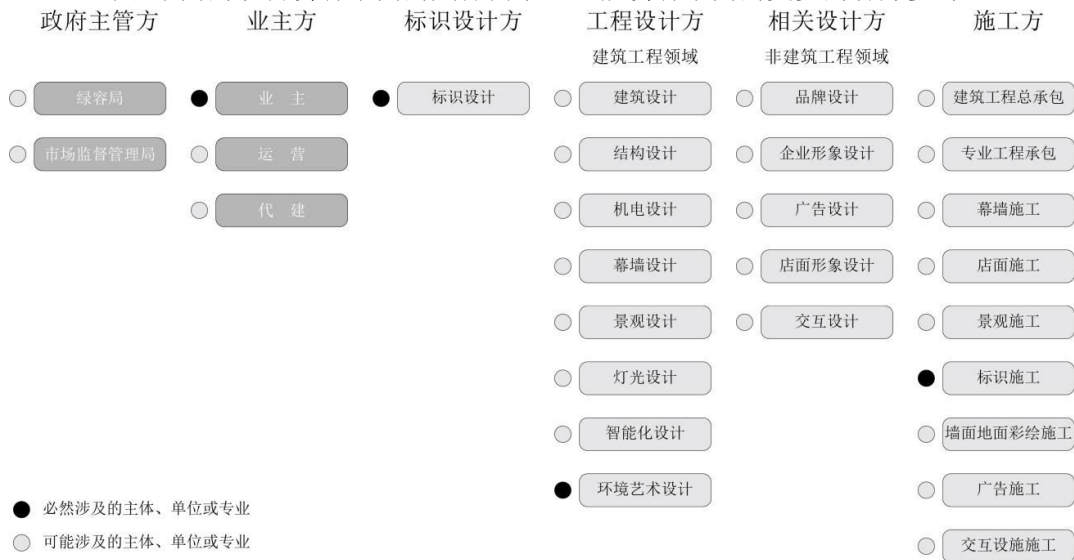 政府主管方 业主方 标识设计方 工程设计方 相关设计方 施工方
建筑工程领域 非建筑工程领域
绿容局 业 主 标识设计 建筑设计 品牌设计 建筑工程总承包
市场监督管理局 运 营 结构设计 企业形象设计 专业工程承包
代 建 机电设计 广告设计 幕墙施工
幕墙设计 店面形象设计 店面施工
景观设计 交互设计 景观施工
灯光设计 标识施工
智能化设计 墙面地面彩绘施工
环境艺术设计 广告施工
必然涉及的主体、单位或专业
可能涉及的主体、单位或专业 交互设施施工